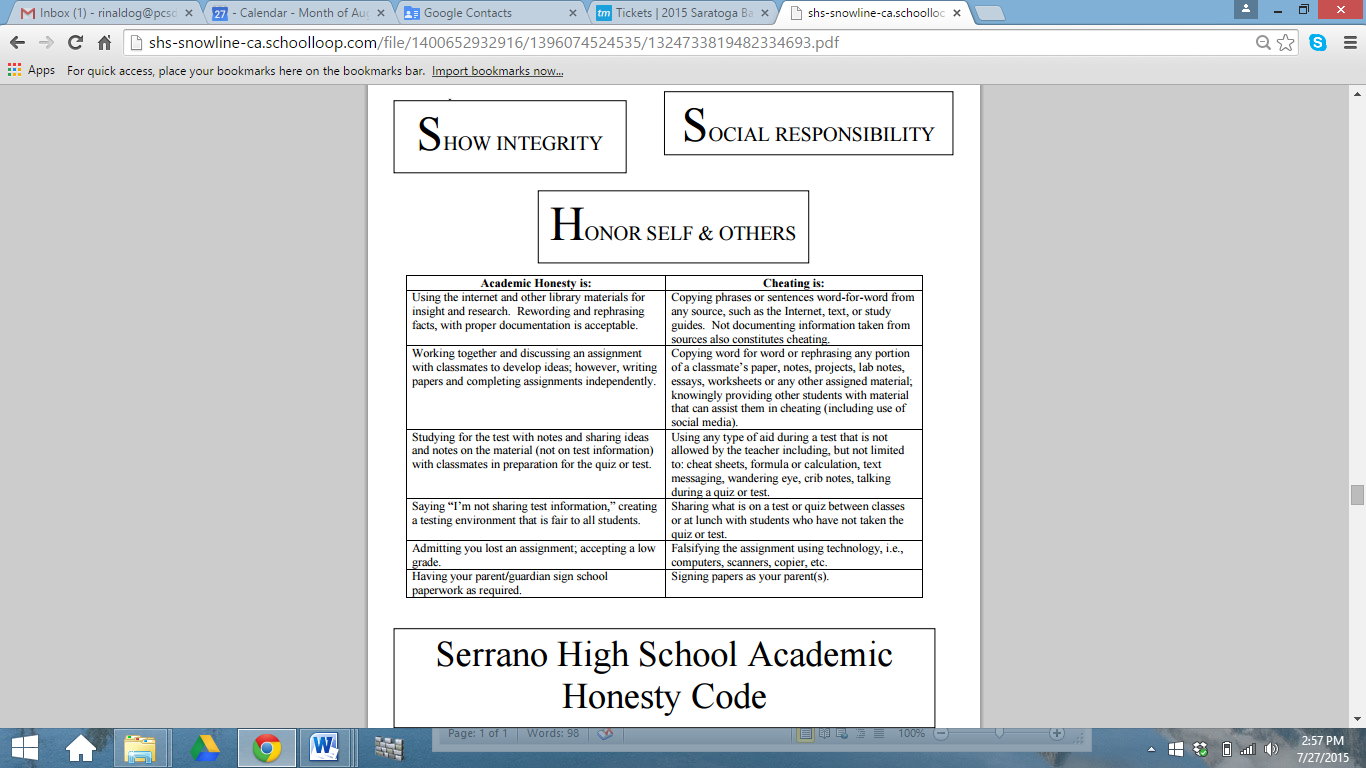 Inbox (1) - rinaldog@pcsd
27 - Calendar - Month of Aug
Google Contacts
tm Tickets | 2015 Saratoga Ba
shs-snowline-ca.schoolloo
shs-snowline-ca.schoolloop.com/file/1400652932916/1396074524535/1324733819482334693.pdf
Apps For quick access, place your bookmarks here on the bookmarks bar. Import bookmarks now...
SHOW INTEGRITY
SOCIAL RESPONSIBILITY
HONOR SELF & OTHERS
Academic Honesty is:
Cheating is:
Using the internet and other library materials for
insight and research. Rewording and rephrasing
facts, with proper documentation is acceptable.
Copying phrases or sentences word-for-word from
any source, such as the Internet, text, or study
guides. Not documenting information taken from
sources also constitutes cheating.
Working together and discussing an assignment
with classmates to develop ideas; however, writing
papers and completing assignments independently.
Copying word for word or rephrasing any portion
of a classmate's paper, notes, projects, lab notes,
essays, worksheets or any other assigned material;
knowingly providing other students with material
that can assist them in cheating (including use of
social media).
Studying for the test with notes and sharing ideas
and notes on the material (not on test information)
with classmates in preparation for the quiz or test.
Using any type of aid during a test that is not
allowed by the teacher including, but not limited
to: cheat sheets, formula or calculation, text
messaging, wandering eye, crib notes, talking
during a quiz or test.
Saying “I'm not sharing test information,” creating
a testing environment that is fair to all students.
Sharing what is on a test or quiz between classes
or at lunch with students who have not taken the
quiz or test.
Admitting you lost an assignment; accepting a low
grade.
Falsifying the assignment using technology, i.e.,
computers, scanners, copier, etc.
Having your parent/guardian sign school
paperwork as required.
Signing papers as your parent(s).
Serrano High School Academic
Honesty Code
Page: 1 of 1 Words: 98 100%
2:57 PM
7/27/2015